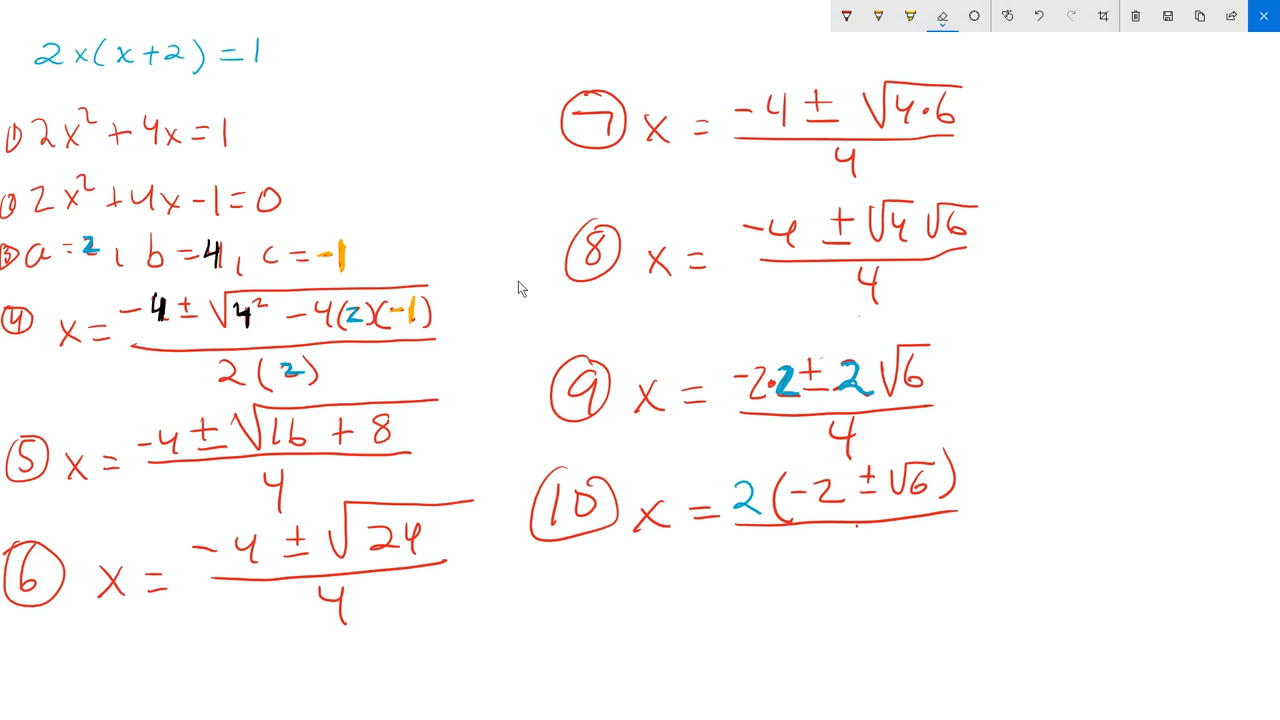 2x(x+2)=1
① 2x² + 4x = 1
② 2x² + 4x - 1 = 0
③ a = 2, b = 4, c = -1
④ x = (-4 ± √(4² - 4(2)(-1))) / 2(2)
⑤ x = (-4 ± √(16 + 8)) / 4
⑥ x = (-4 ± √24) / 4
⑦ x = (-4 ± √(4·6)) / 4
⑧ x = (-4 ± √4 √6) / 4
⑨ x = (-2·2 ± 2√6) / 4
⑩ x = 2(-2 ± √6)